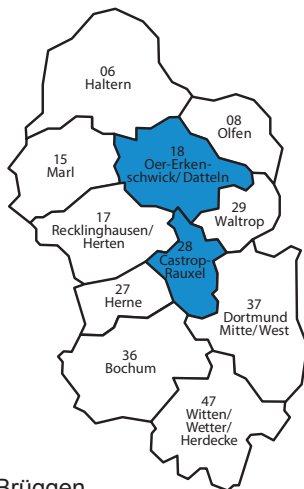 06
Haltern
08
Olfen
18
Oer-Erken-
schwick/Datteln
15
Marl
29
Waltrop
17
Recklinghausen/
Herten
28
Castrop-
Rauxel
27
Herne
37
Dortmund
Mitte/West
36
Bochum
47
Witten/
Wetter/
Herdecke
Brüggen